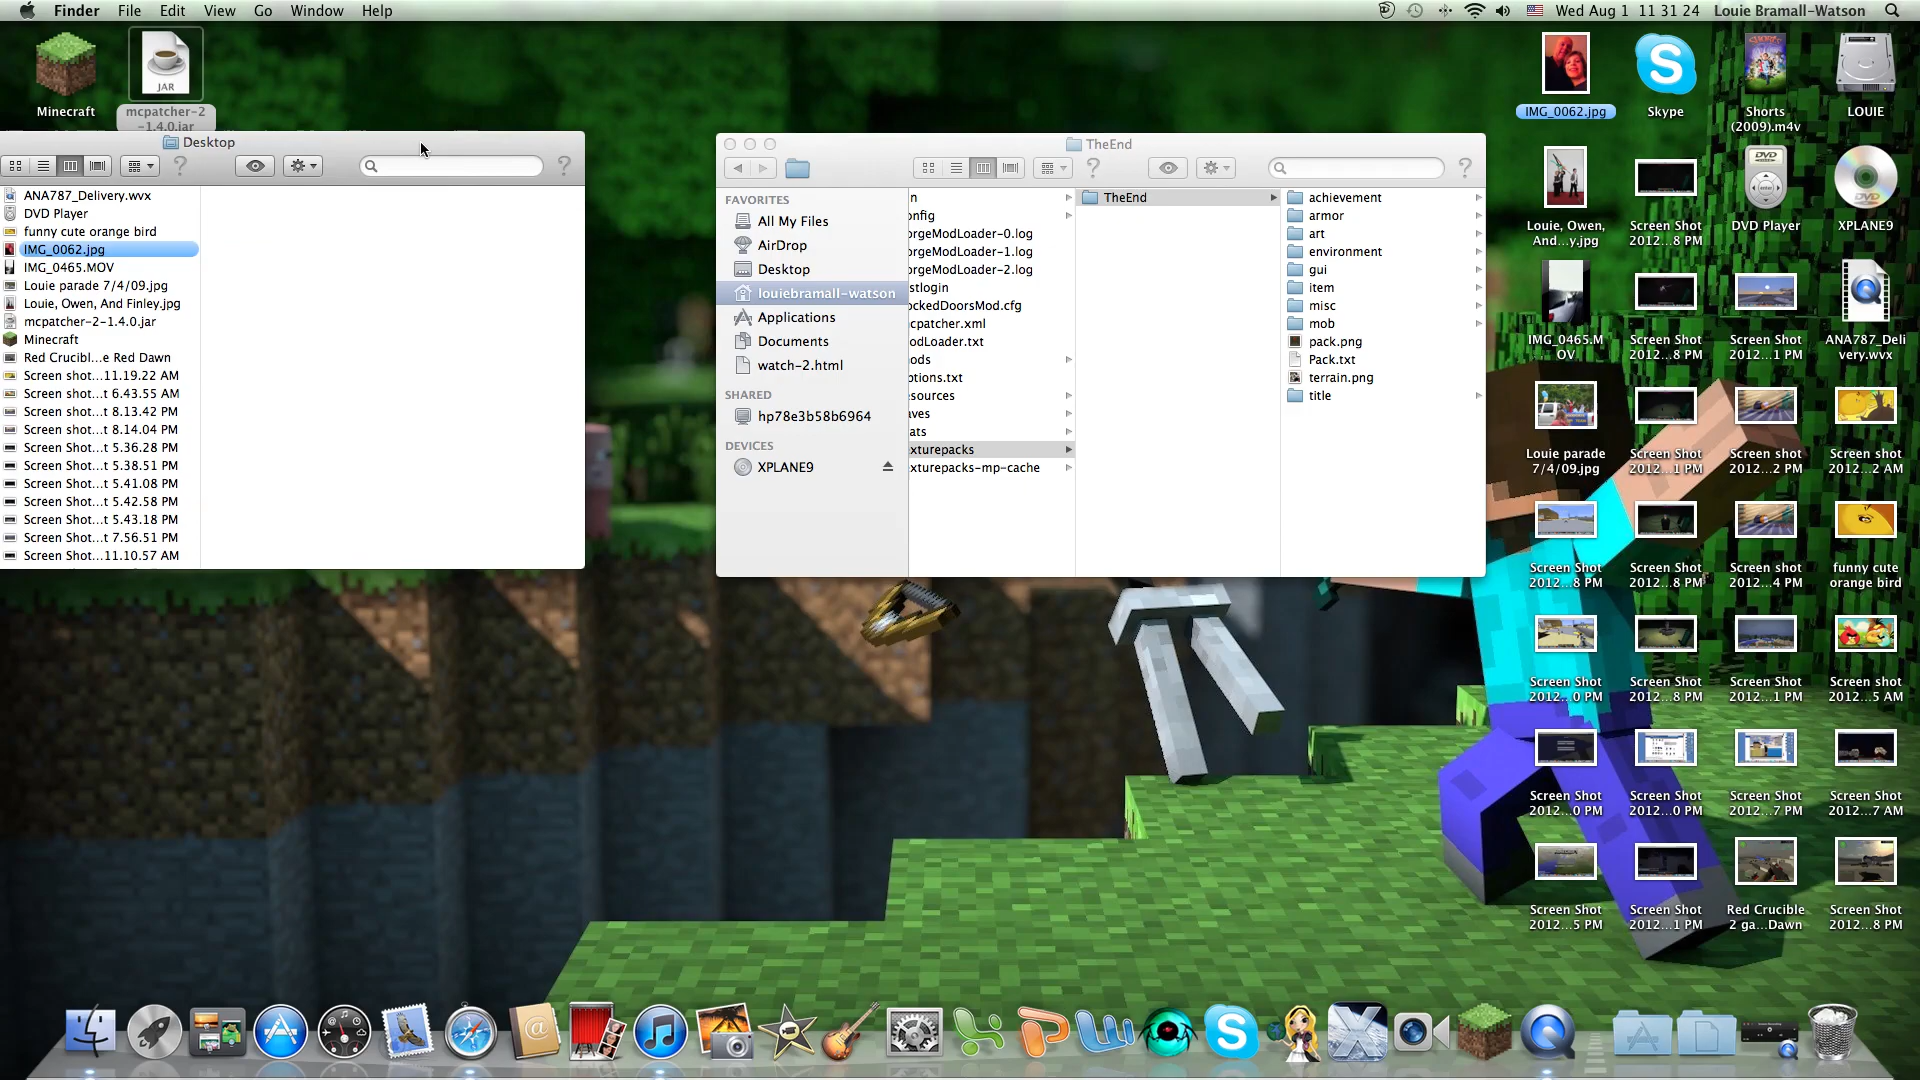 Finder File Edit View Go Window Help
Wed Aug 1 11 31 24 Louie Bramall-Watson
Minecraft
JAR
mcpatcher-2
-1.4.0.jar
Desktop
ANA787_Delivery.wvx
DVD Player
funny cute orange bird
IMG_0062.jpg
IMG_0465.MOV
Louie parade 7/4/09.jpg
Louie, Owen, And Finley.jpg
mcpatcher-2-1.4.0.jar
Minecraft
Red Crucibl...e Red Dawn
Screen shot...11.19.22 AM
Screen shot...t 6.43.55 AM
Screen Shot...t 8.13.42 PM
Screen Shot...t 8.14.04 PM
Screen Shot...t 5.36.28 PM
Screen Shot...t 5.38.51 PM
Screen Shot...t 5.41.08 PM
Screen Shot...t 5.42.58 PM
Screen Shot...t 5.43.18 PM
Screen Shot...t 7.56.51 PM
Screen Shot...11.10.57 AM
TheEnd
FAVORITES
All My Files
AirDrop
Desktop
louiebramall-watson
Applications
Documents
watch-2.html
SHARED
hp78e3b58b6964
DEVICES
XPLANE9
n
onfig
orgeModLoader-0.log
orgeModLoader-1.log
orgeModLoader-2.log
stlogin
ockedDoorsMod.cfg
cpatcher.xml
odLoader.txt
ods
ptions.txt
sources
aves
ats
xturepacks
xturepacks-mp-cache
TheEnd
achievement
armor
art
environment
gui
item
misc
mob
pack.png
Pack.txt
terrain.png
title
IMG_0062.jpg
Skype
Shorts
(2009).m4v
LOUIE
Louie, Owen,
And...y.jpg
Screen Shot
2012...8 PM
DVD Player
XPLANE9
IMG_0465.M
OV
Screen Shot
2012...8 PM
Screen Shot
2012...1 PM
ANA787_Deli
very.wvx
Louie parade
7/4/09.jpg
Screen Shot
2012...1 PM
Screen Shot
2012...2 PM
Screen Shot
2012...2 AM
Screen Shot
2012...8 PM
Screen Shot
2012...8 PM
Screen Shot
2012...4 PM
funny cute
orange bird
Screen Shot
2012...0 PM
Screen Shot
2012...8 PM
Screen Shot
2012...1 PM
Screen shot
2012...5 AM
Screen Shot
2012...0 PM
Screen Shot
2012...0 PM
Screen Shot
2012...7 PM
Screen Shot
2012...7 AM
Screen Shot
2012...5 PM
Screen Shot
2012...1 PM
Red Crucible
2 ga...Dawn
Screen Shot
2012...8 PM